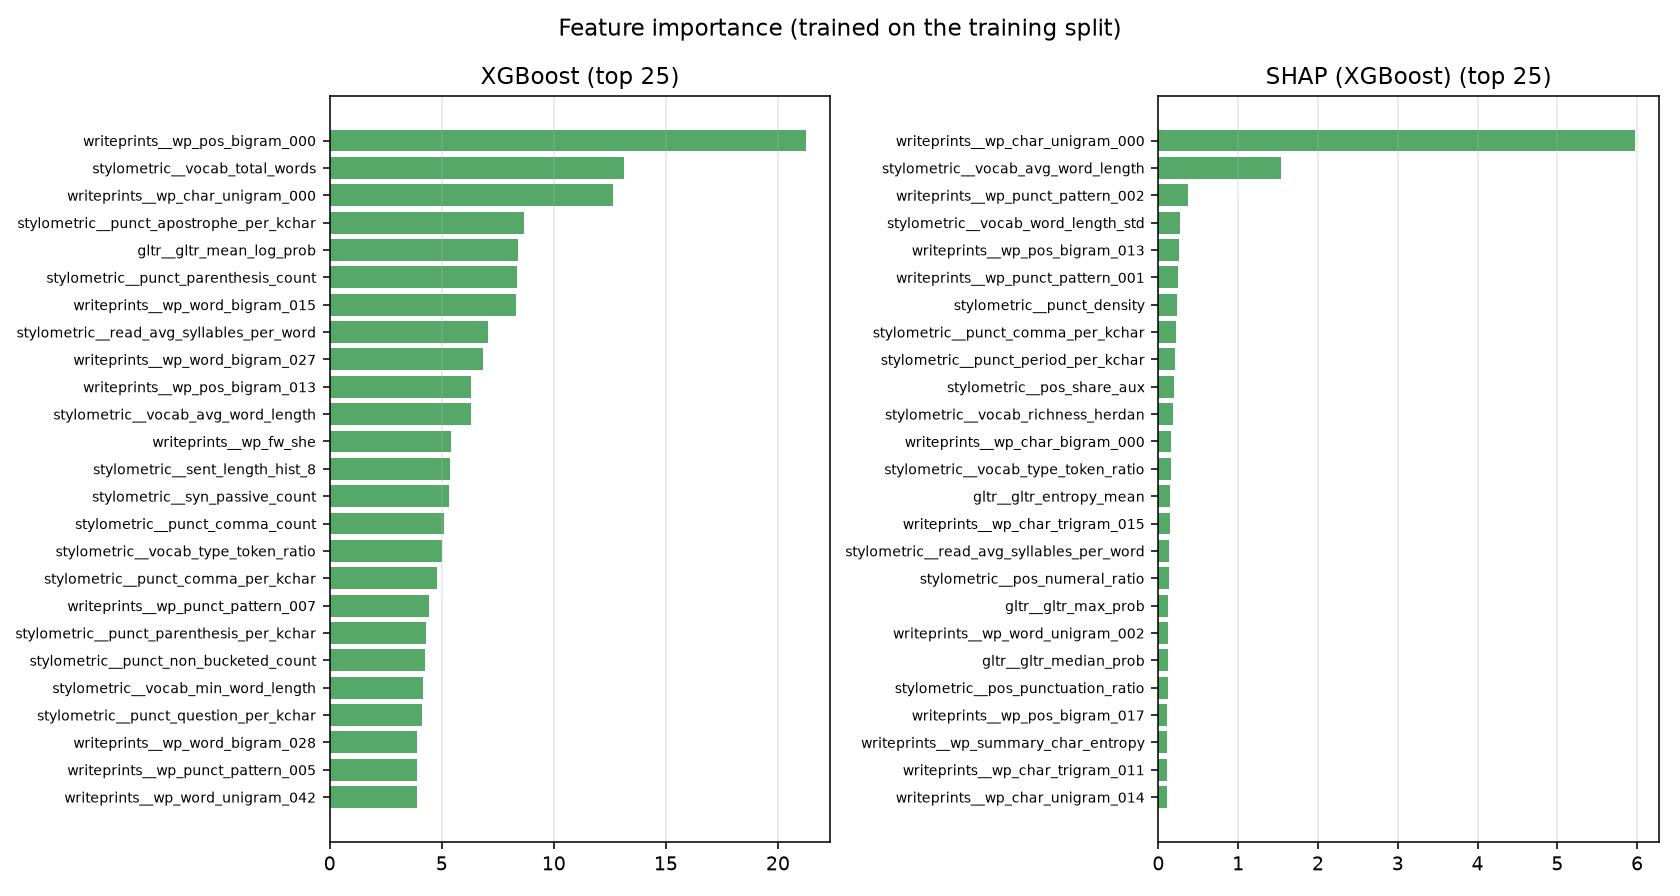 Feature importance (trained on the training split)
XGBoost (top 25)
writeprints__wp_pos_bigram_000
stylometric__vocab_total_words
writeprints__wp_char_unigram_000
stylometric__punct_apostrophe_per_kchar
gltr__gltr_mean_log_prob
stylometric__punct_parenthesis_count
writeprints__wp_word_bigram_015
stylometric__read_avg_syllables_per_word
writeprints__wp_word_bigram_027
writeprints__wp_pos_bigram_013
stylometric__vocab_avg_word_length
writeprints__wp_fw_she
stylometric__sent_length_hist_8
stylometric__syn_passive_count
stylometric__punct_comma_count
stylometric__vocab_type_token_ratio
stylometric__punct_comma_per_kchar
writeprints__wp_punct_pattern_007
stylometric__punct_parenthesis_per_kchar
stylometric__punct_non_bucketed_count
stylometric__vocab_min_word_length
stylometric__punct_question_per_kchar
writeprints__wp_word_bigram_028
writeprints__wp_punct_pattern_005
writeprints__wp_word_unigram_042
0 5 10 15 20
SHAP (XGBoost) (top 25)
writeprints__wp_char_unigram_000
stylometric__vocab_avg_word_length
writeprints__wp_punct_pattern_002
stylometric__vocab_word_length_std
writeprints__wp_pos_bigram_013
writeprints__wp_punct_pattern_001
stylometric__punct_density
stylometric__punct_comma_per_kchar
stylometric__punct_period_per_kchar
stylometric__pos_share_aux
stylometric__vocab_richness_herdan
writeprints__wp_char_bigram_000
stylometric__vocab_type_token_ratio
gltr__gltr_entropy_mean
writeprints__wp_char_trigram_015
stylometric__read_avg_syllables_per_word
stylometric__pos_numeral_ratio
gltr__gltr_max_prob
writeprints__wp_word_unigram_002
gltr__gltr_median_prob
stylometric__pos_punctuation_ratio
writeprints__wp_pos_bigram_017
writeprints__wp_summary_char_entropy
writeprints__wp_char_trigram_011
writeprints__wp_char_unigram_014
0 1 2 3 4 5 6